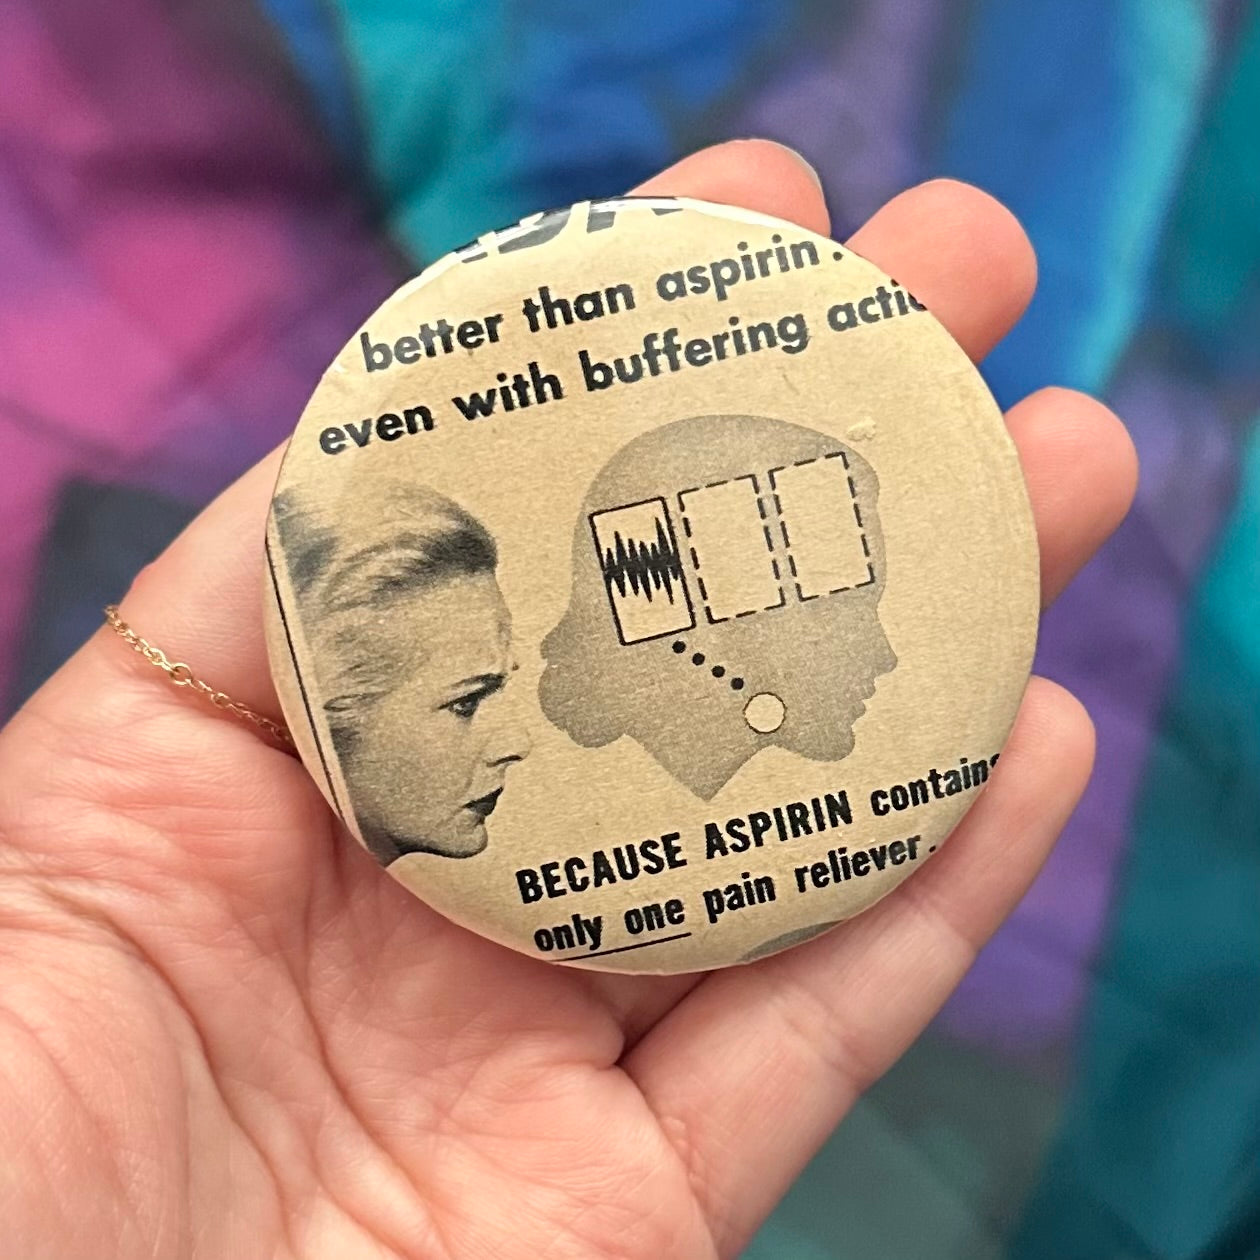 better than aspirin.
even with buffering
BECAUSE ASPIRIN
only one pain reliever.